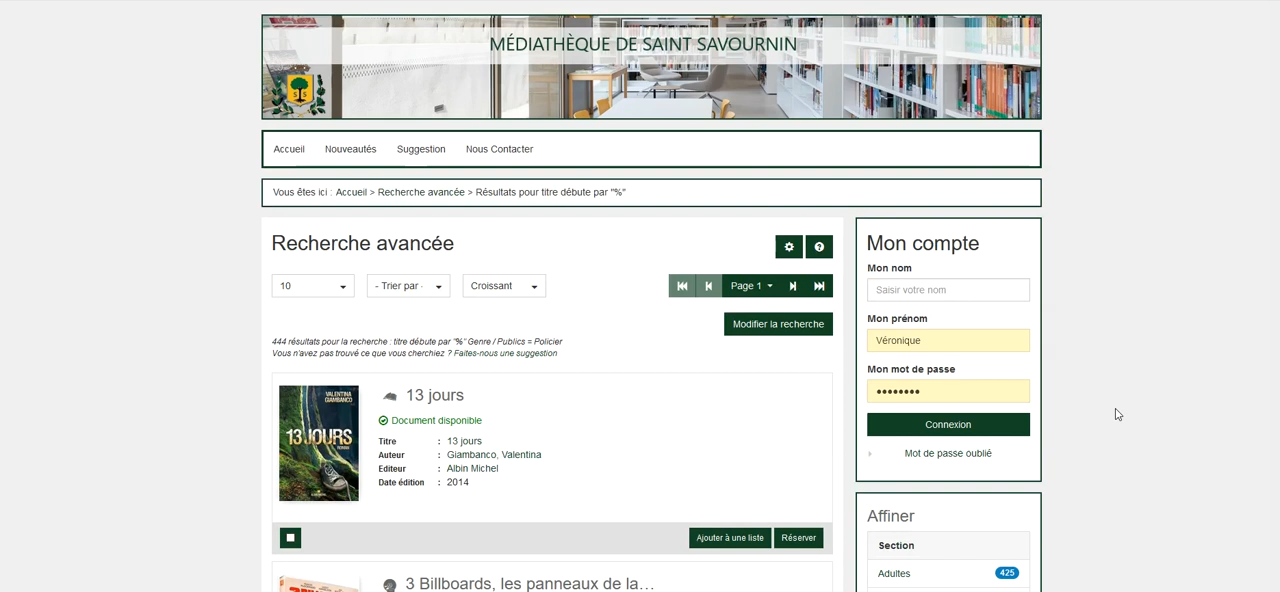 MÉDIATHÈQUE DE SAINT SAVOURNIN
Accueil Nouveautés Suggestion Nous Contacter
Vous êtes ici : Accueil > Recherche avancée > Résultats pour titre débute par "%"
Recherche avancée
10 - Trier par - Croissant Page 1
Modifier la recherche
444 résultats pour la recherche : titre débute par "%" Genre / Publics = Policier
Vous n'avez pas trouvé ce que vous cherchiez ? Faites-nous une suggestion
VALENTINA
GIAMBANCO
13 JOURS
ROMAN
13 jours
Document disponible
Titre : 13 jours
Auteur : Giambanco, Valentina
Editeur : Albin Michel
Date édition : 2014
Ajouter à une liste Réserver
3 Billboards, les panneaux de la…
Mon compte
Mon nom
Saisir votre nom
Mon prénom
Véronique
Mon mot de passe
••••••••
Connexion
Mot de passe oublié
Affiner
Section
Adultes 425